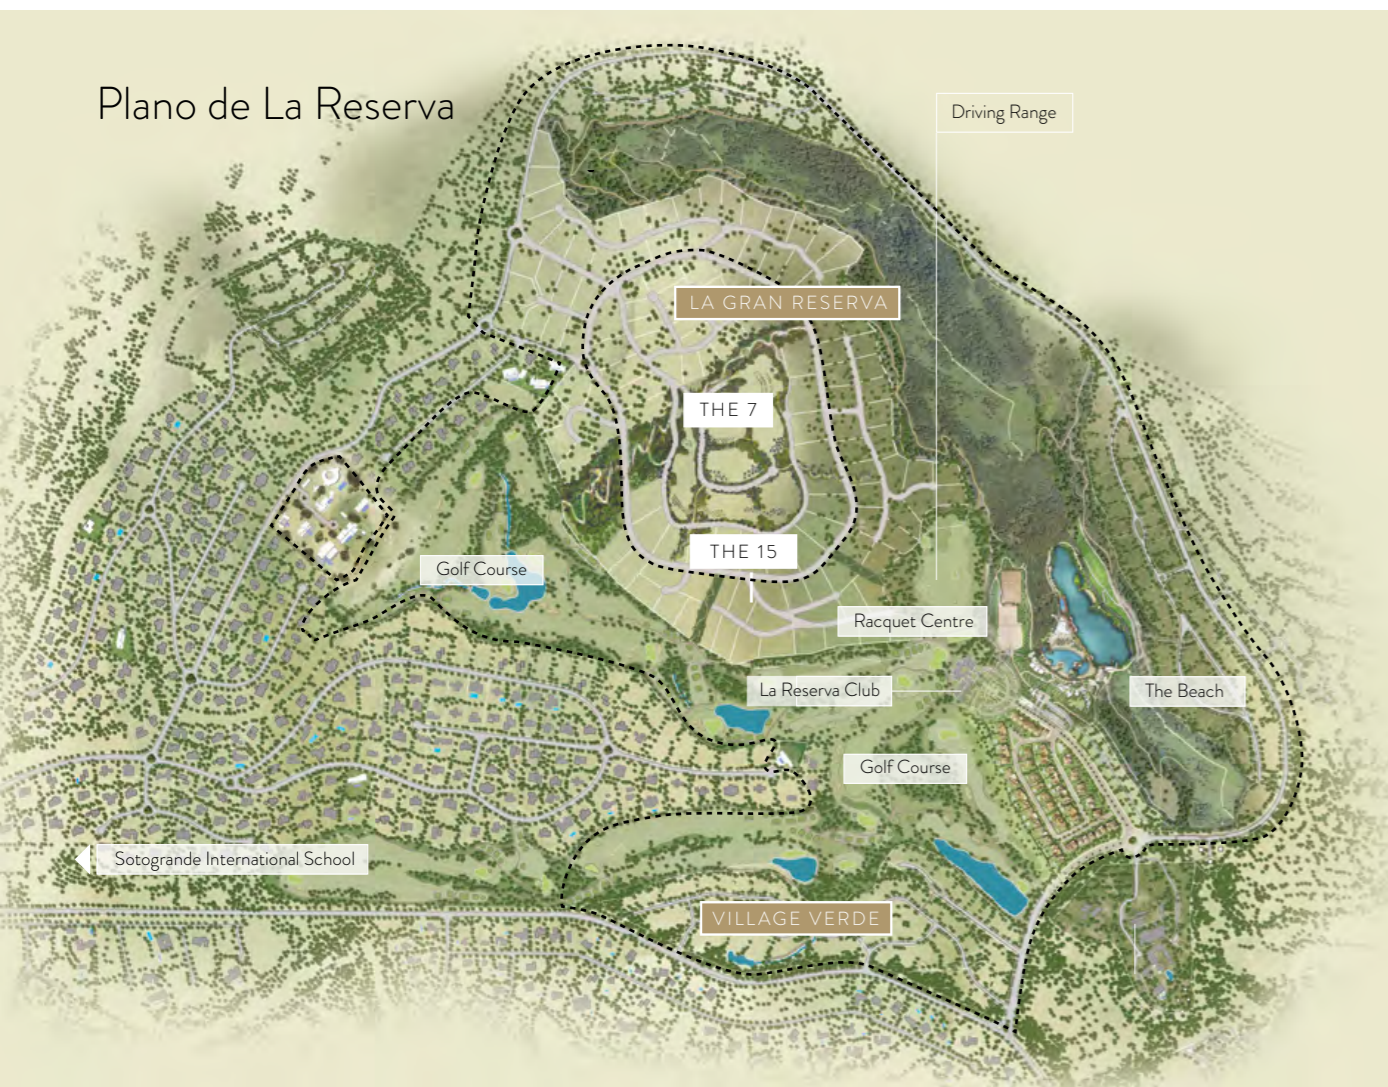 Plano de La Reserva
Driving Range
LA GRAN RESERVA
THE 7
THE 15
Golf Course
Racquet Centre
La Reserva Club
The Beach
Golf Course
Sotogrande International School
VILLAGE VERDE